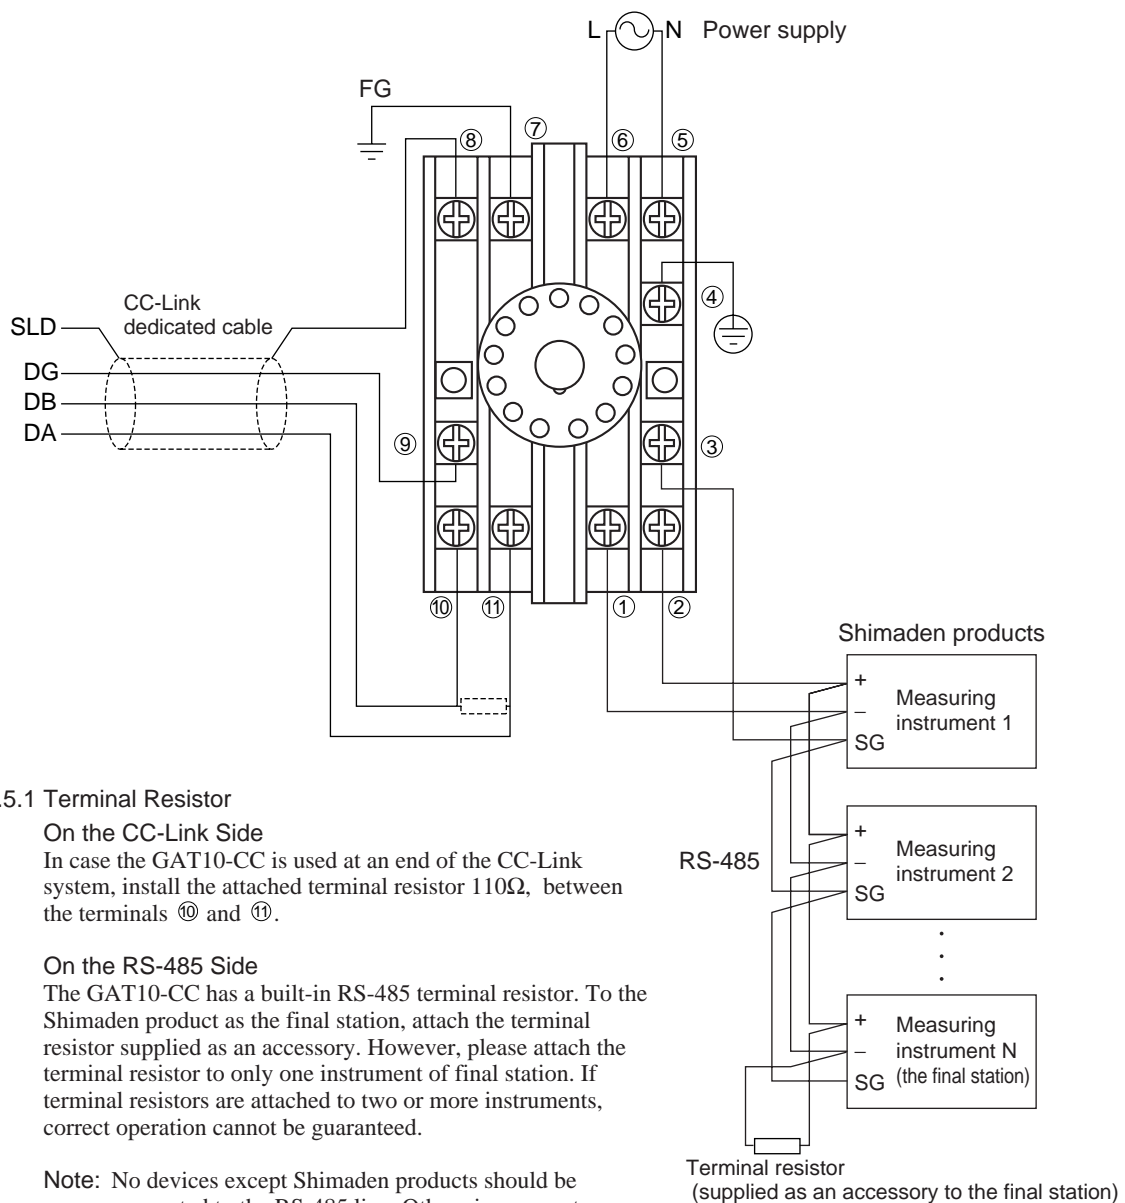 L N Power supply
FG
⑧ ⑦ ⑥ ⑤
④
CC-Link
dedicated cable
SLD
DG
DB
DA
⑨ ③
⑩ ⑪ ① ②
Shimaden products
+
–
SG
Measuring
instrument 1
RS-485
+
–
SG
Measuring
instrument 2
+
–
SG
Measuring
instrument N
(the final station)
Terminal resistor
(supplied as an accessory to the final station)
.5.1 Terminal Resistor
On the CC-Link Side
In case the GAT10-CC is used at an end of the CC-Link
system, install the attached terminal resistor 110Ω, between
the terminals ⑩ and ⑪.
On the RS-485 Side
The GAT10-CC has a built-in RS-485 terminal resistor. To the
Shimaden product as the final station, attach the terminal
resistor supplied as an accessory. However, please attach the
terminal resistor to only one instrument of final station. If
terminal resistors are attached to two or more instruments,
correct operation cannot be guaranteed.
Note: No devices except Shimaden products should be